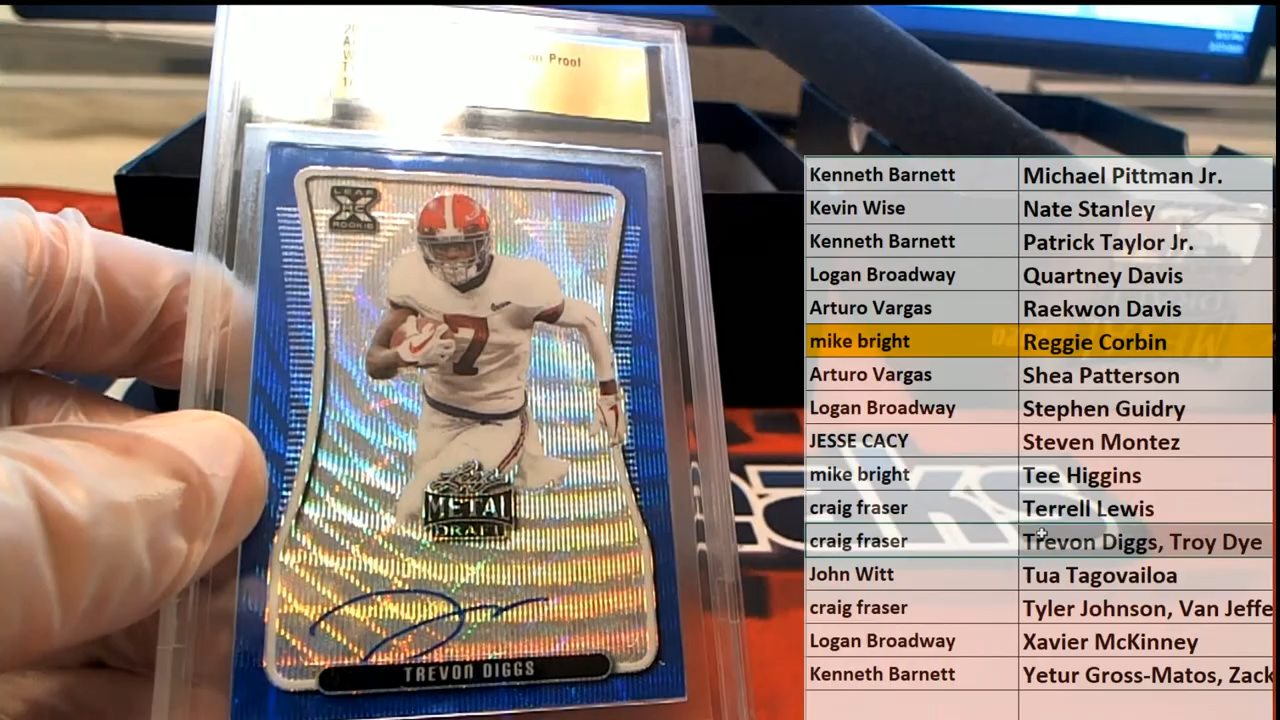 Proof
LEAF
ROOKIE
7
METAL
DRAFT
TREVON DIGGS
Kenneth Barnett Michael Pittman Jr.
Kevin Wise Nate Stanley
Kenneth Barnett Patrick Taylor Jr.
Logan Broadway Quartney Davis
Arturo Vargas Raekwon Davis
mike bright Reggie Corbin
Arturo Vargas Shea Patterson
Logan Broadway Stephen Guidry
JESSE CACY Steven Montez
mike bright Tee Higgins
craig fraser Terrell Lewis
craig fraser Trevon Diggs, Troy Dye
John Witt Tua Tagovailoa
craig fraser Tyler Johnson, Van Jeffe
Logan Broadway Xavier McKinney
Kenneth Barnett Yetur Gross-Matos, Zack